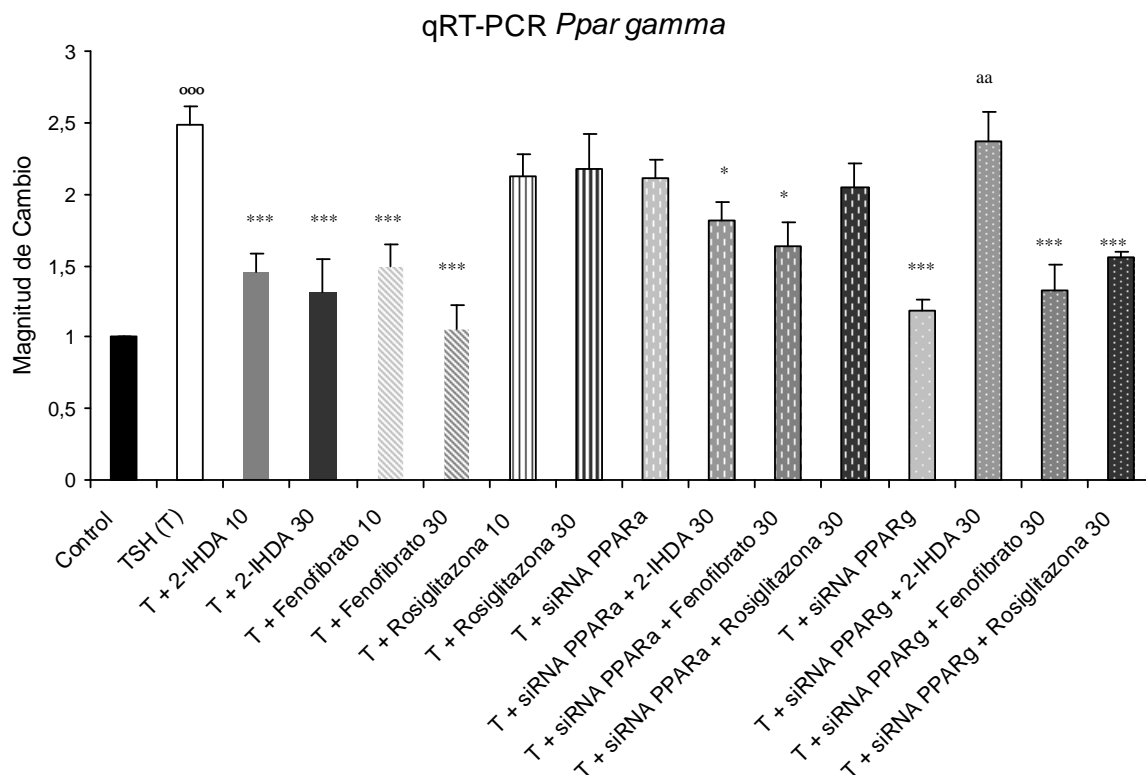 qRT-PCR Ppar gamma
Magnitud de Cambio
3
2,5
2
1,5
1
0,5
0
ooo
***
***
***
***
*
*
***
aa
***
***
Control
TSH (T)
T + 2-IHDA 10
T + 2-IHDA 30
T + Fenofibrato 10
T + Fenofibrato 30
T + Rosiglitazona 10
T + Rosiglitazona 30
T + siRNA PPARa
T + siRNA PPARa + 2-IHDA 30
T + siRNA PPARa + Fenofibrato 30
T + siRNA PPARa + Rosiglitazona 30
T + siRNA PPARg
T + siRNA PPARg + 2-IHDA 30
T + siRNA PPARg + Fenofibrato 30
T + siRNA PPARg + Rosiglitazona 30